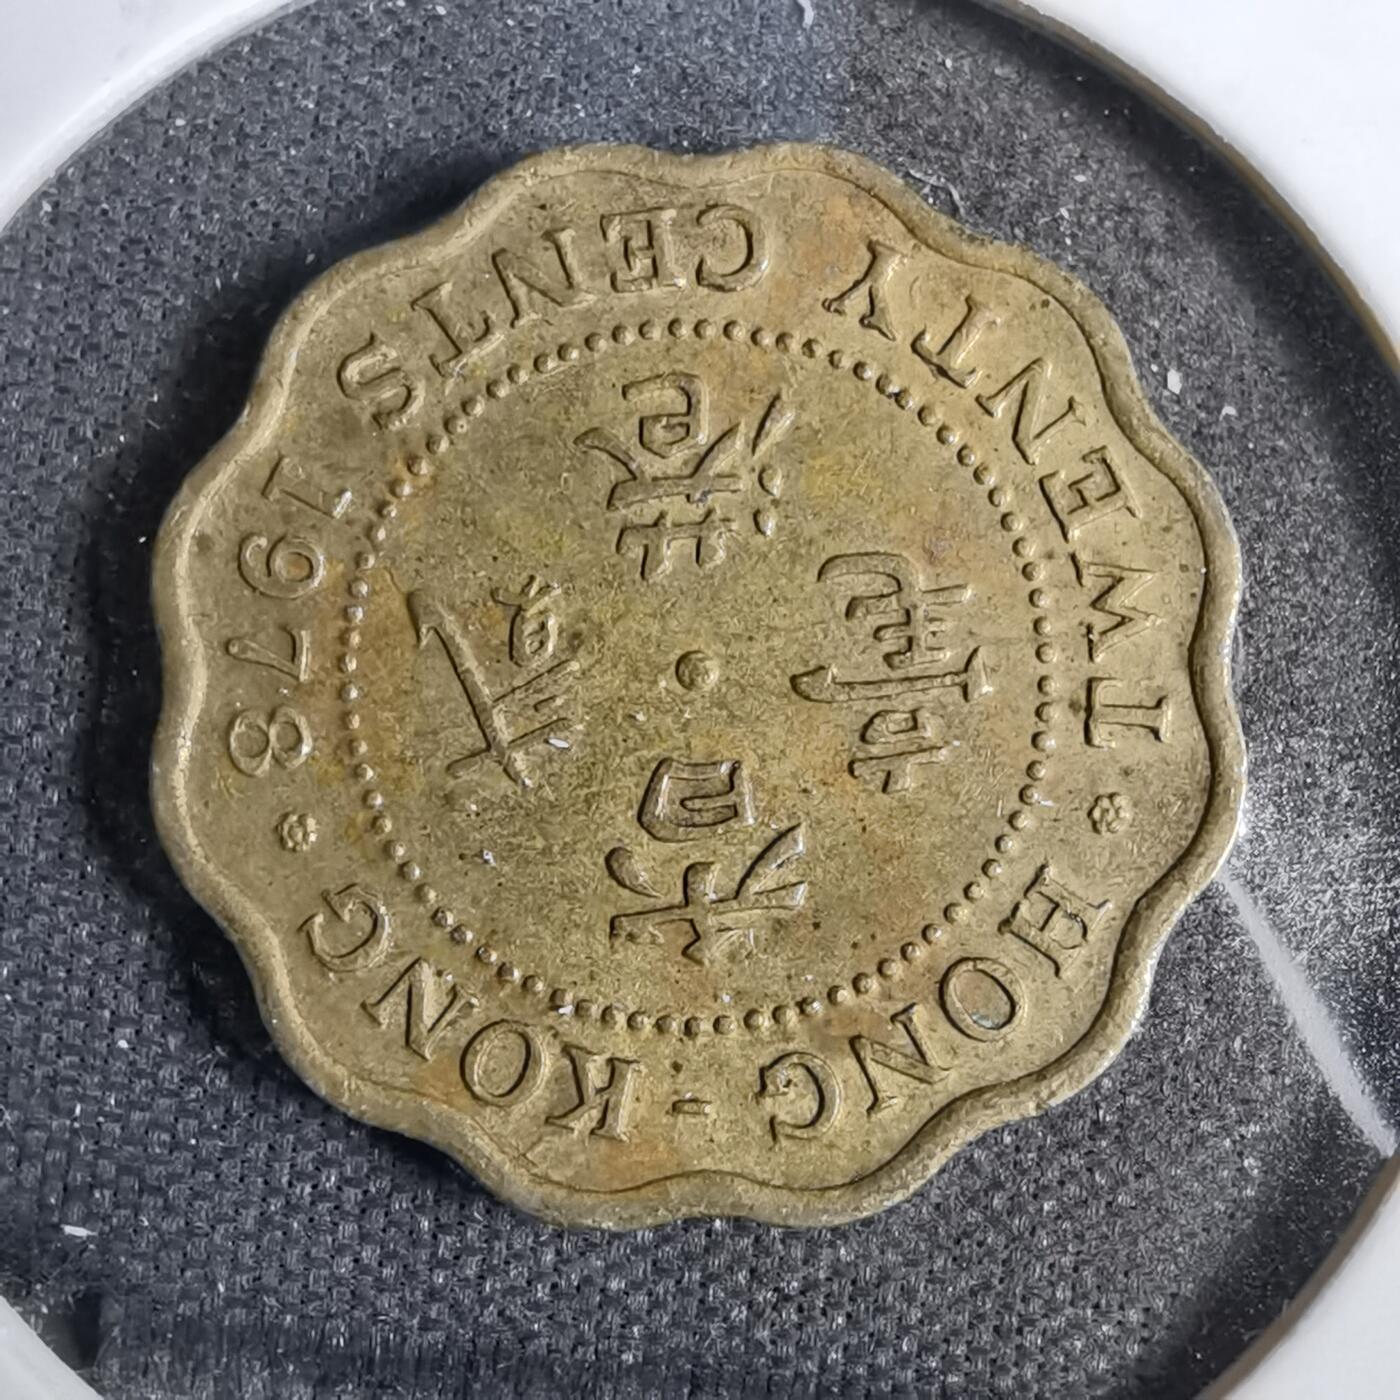 HONG - KONG
香港
貳毫
TWENTY CENTS 1978